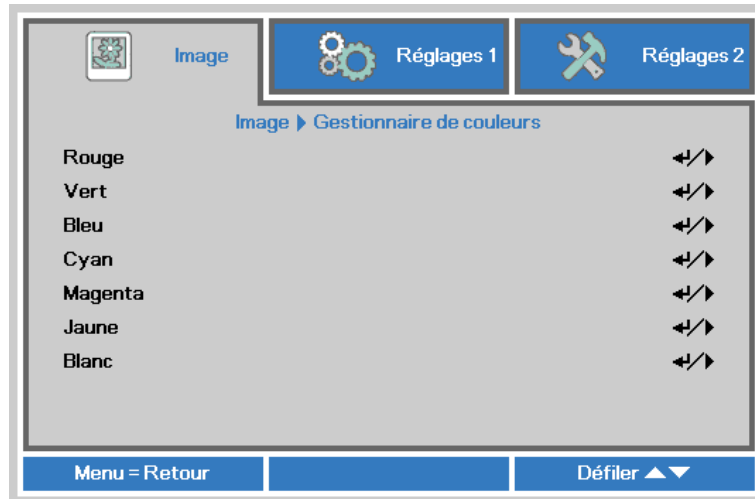 Image
Réglages 1
Réglages 2
Image ▶ Gestionnaire de couleurs
Rouge ↵/▶
Vert ↵/▶
Bleu ↵/▶
Cyan ↵/▶
Magenta ↵/▶
Jaune ↵/▶
Blanc ↵/▶
Menu = Retour
Défiler ▲▼